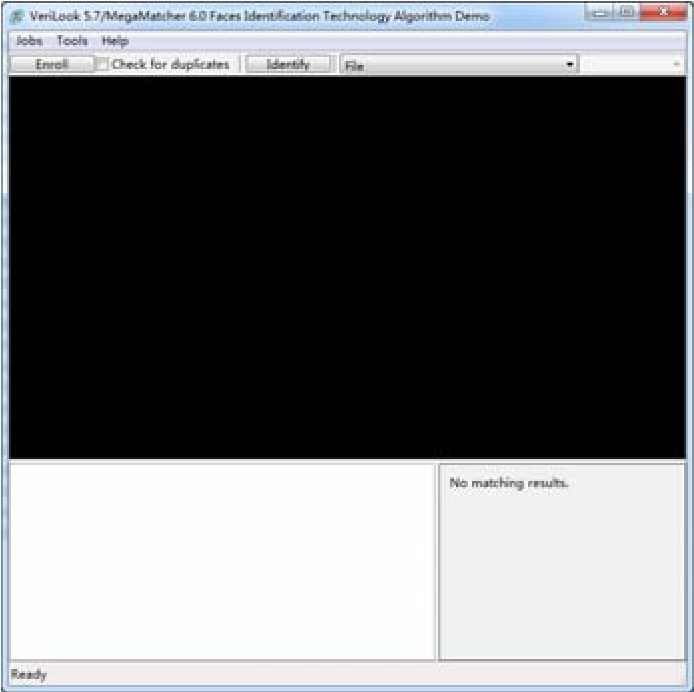 VeriLook 5.7/MegaMatcher 6.0 Faces Identification Technology Algorithm Demo
Jobs Tools Help
Enroll Check for duplicates Identify File
No matching results.
Ready